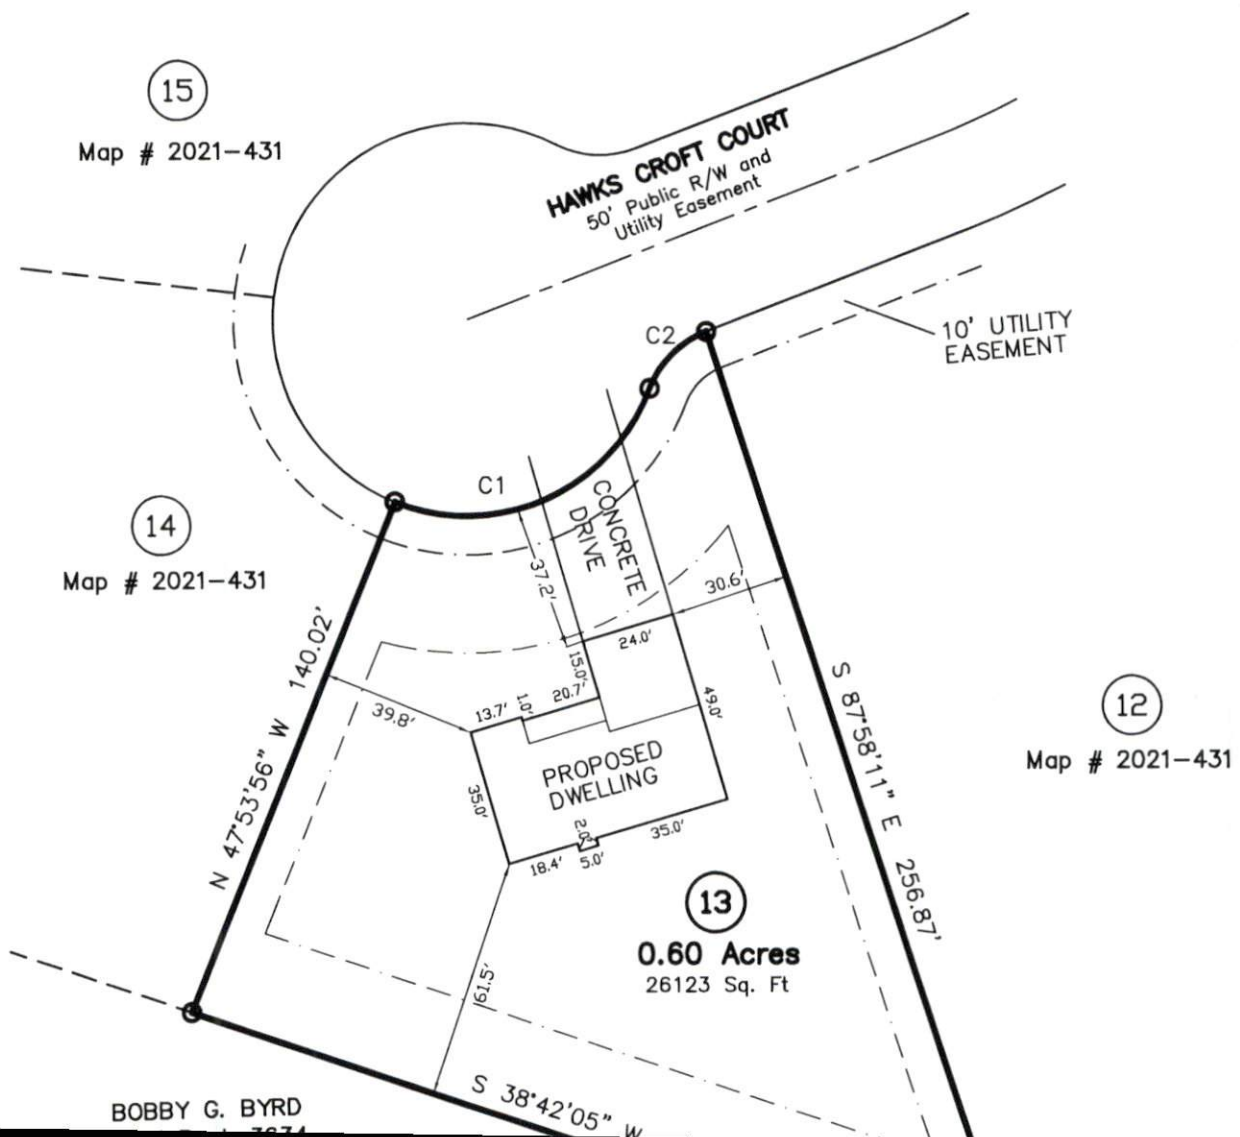 15
Map # 2021-431
HAWKS CROFT COURT
50' Public R/W and
Utility Easement
C2
10' UTILITY
EASEMENT
C1
CONCRETE
DRIVE
14
Map # 2021-431
37.2'
30.6'
24.0'
15.0'
N 47°53'56" W 140.02'
39.8'
13.7'
1.0'
20.7'
49.0'
S 87°58'11" E 256.87'
12
Map # 2021-431
PROPOSED
DWELLING
35.0'
2.0'
35.0'
18.4'
5.0'
13
0.60 Acres
26123 Sq. Ft
61.5'
S 38°42'05" W
BOBBY G. BYRD